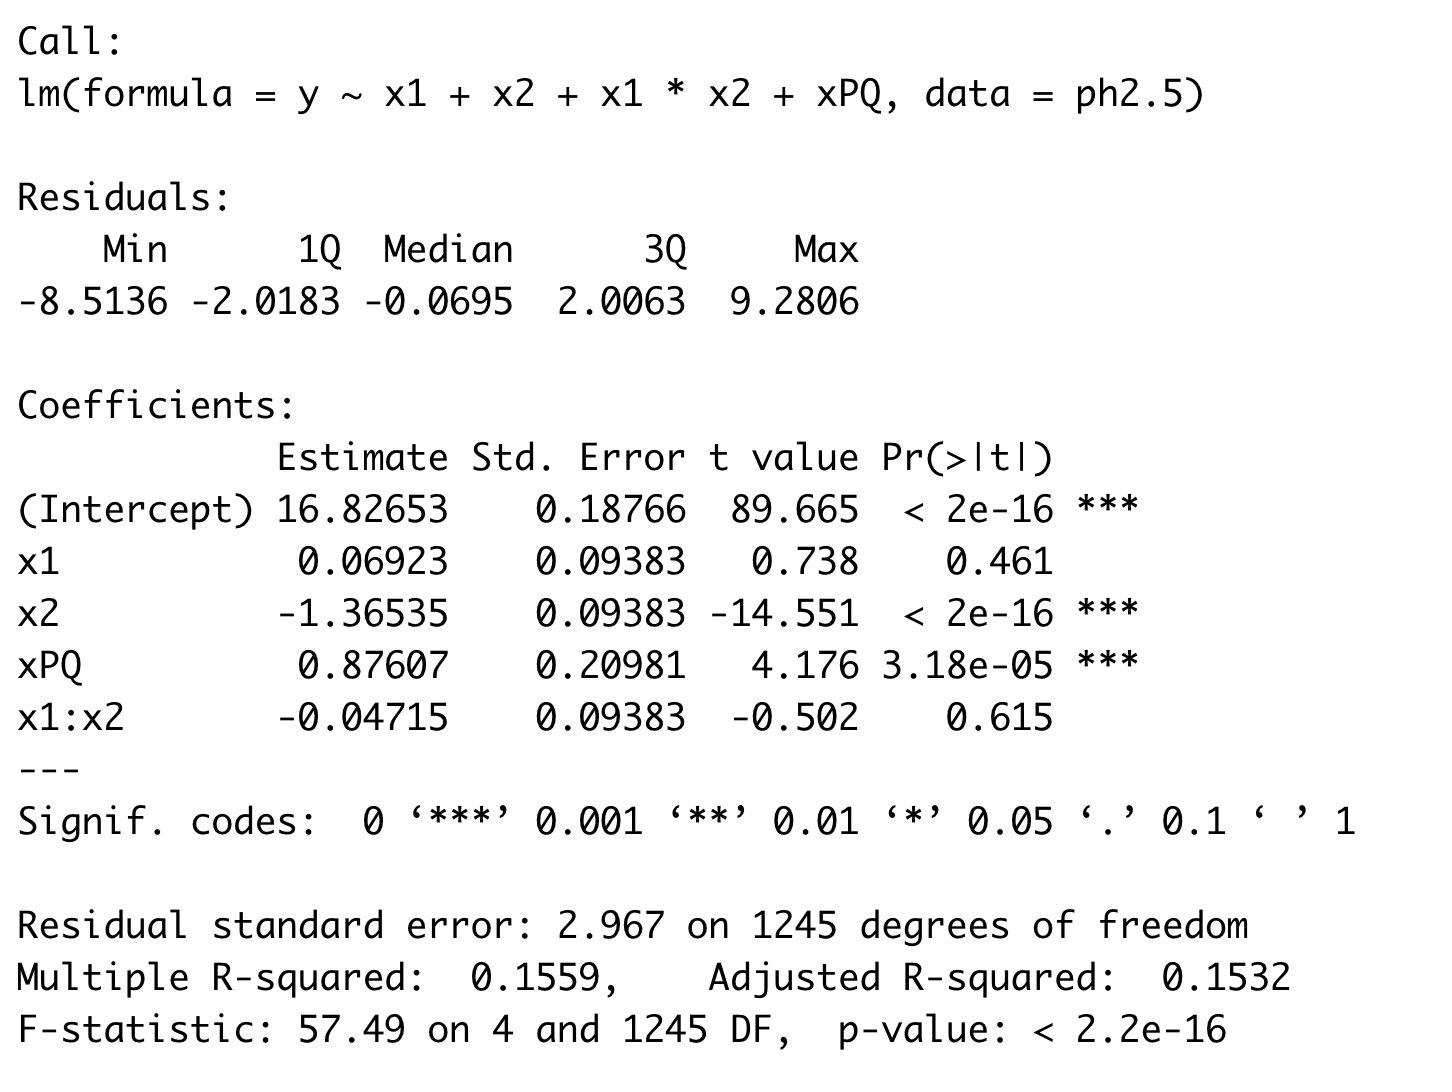 Call:
lm(formula = y ~ x1 + x2 + x1 * x2 + xPQ, data = ph2.5)
Residuals:
    Min      1Q  Median      3Q     Max
-8.5136 -2.0183 -0.0695  2.0063  9.2806
Coefficients:
            Estimate Std. Error t value Pr(>|t|)
(Intercept) 16.82653    0.18766  89.665  < 2e-16 ***
x1           0.06923    0.09383   0.738    0.461
x2          -1.36535    0.09383 -14.551  < 2e-16 ***
xPQ          0.87607    0.20981   4.176 3.18e-05 ***
x1:x2       -0.04715    0.09383  -0.502    0.615
---
Signif. codes:  0 ‘***’ 0.001 ‘**’ 0.01 ‘*’ 0.05 ‘.’ 0.1 ‘ ’ 1
Residual standard error: 2.967 on 1245 degrees of freedom
Multiple R-squared:  0.1559,    Adjusted R-squared:  0.1532
F-statistic: 57.49 on 4 and 1245 DF,  p-value: < 2.2e-16